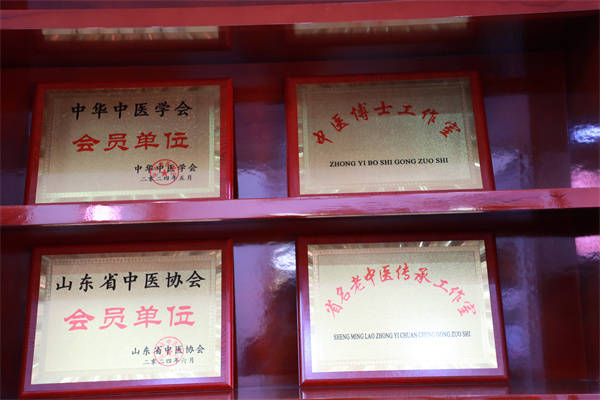 中华中医学会
会员单位
中华中医学会
二零二四年五月
中医博士工作室
ZHONG YI BO SHI GONG ZUO SHI
山东省中医协会
会员单位
山东省中医协会
二零二四年六月
省名老中医传承工作室
SHENG MING LAO ZHONG YI CHUAN CHENG GONG ZUO SHI